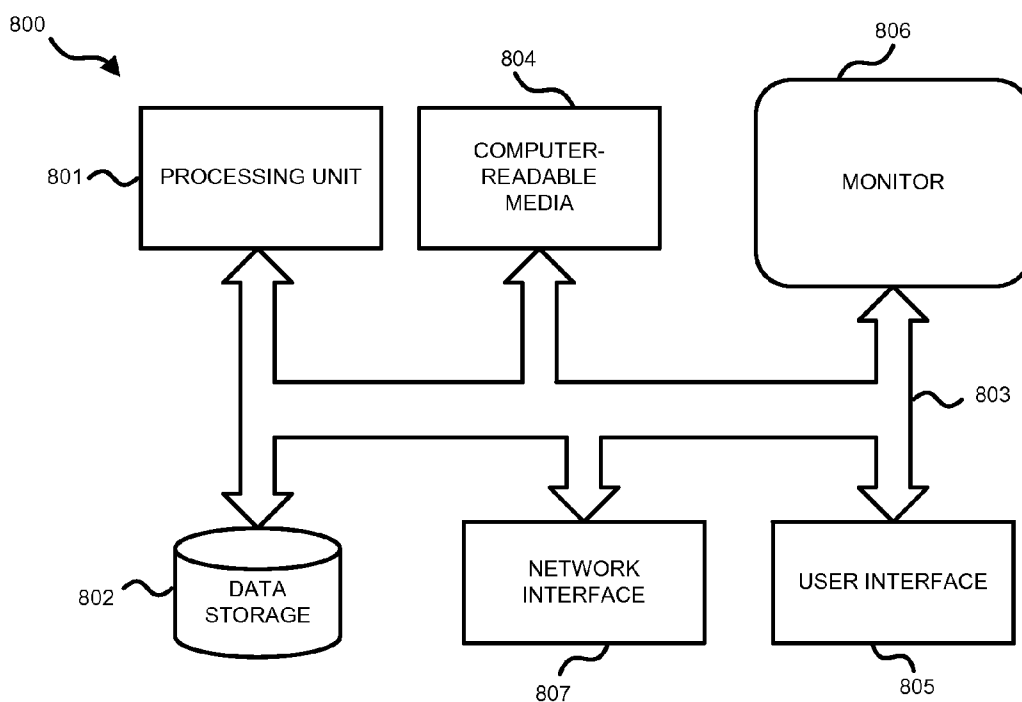 800
804
806
801
PROCESSING UNIT
COMPUTER-
READABLE
MEDIA
MONITOR
803
802
DATA
STORAGE
NETWORK
INTERFACE
USER INTERFACE
807
805